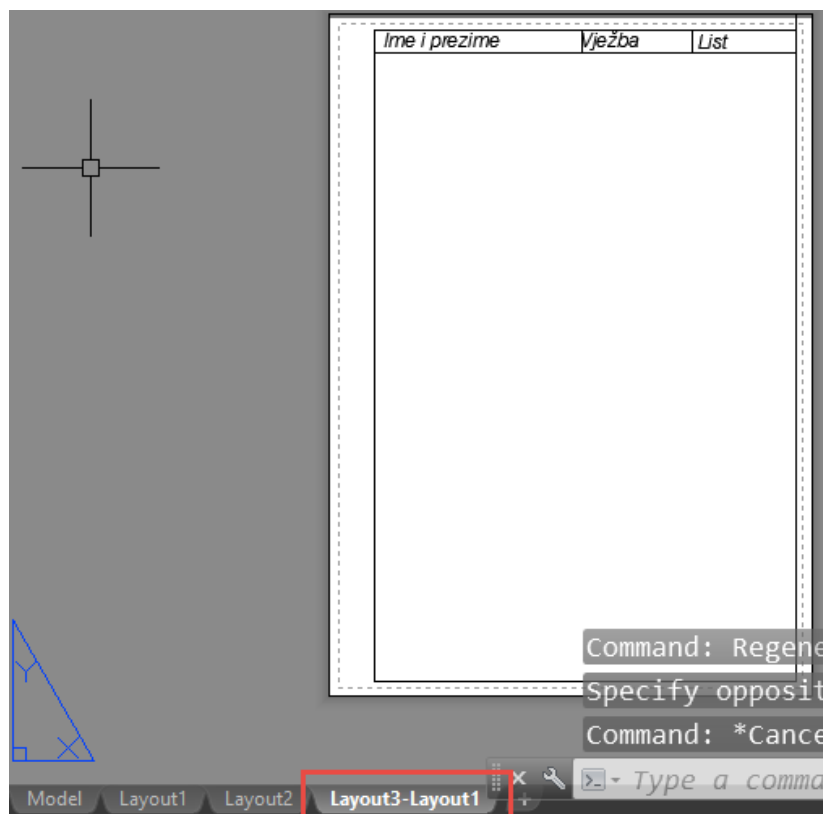 Ime i prezime Vježba List
Y
X
Command: Regene
Specify opposit
Command: *Cance
Type a comma
Model Layout1 Layout2 Layout3-Layout1 +